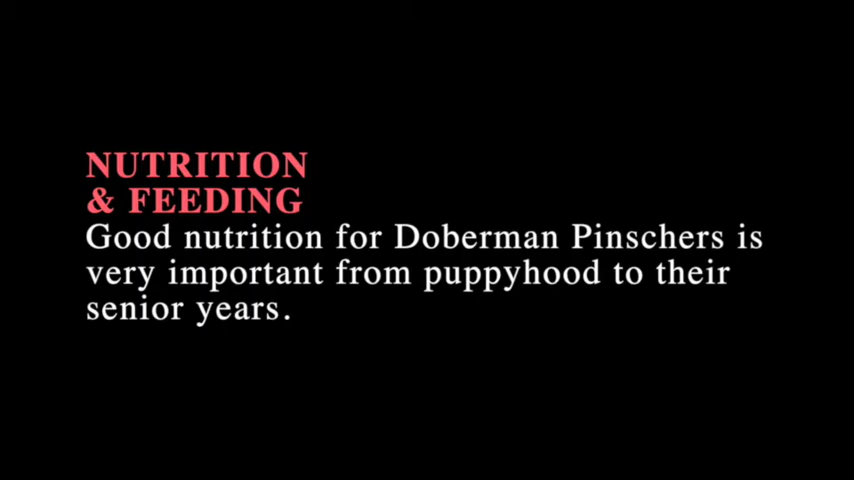 NUTRITION
& FEEDING
Good nutrition for Doberman Pinschers is
very important from puppyhood to their
senior years.